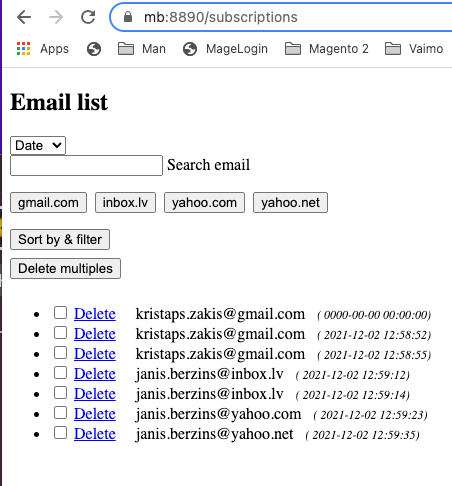 mb:8890/subscriptions
Apps Man MageLogin Magento 2 Vaimo
Email list
Date
Search email
gmail.com inbox.lv yahoo.com yahoo.net
Sort by & filter
Delete multiples
Delete kristaps.zakis@gmail.com ( 0000-00-00 00:00:00)
Delete kristaps.zakis@gmail.com ( 2021-12-02 12:58:52)
Delete kristaps.zakis@gmail.com ( 2021-12-02 12:58:55)
Delete janis.berzins@inbox.lv ( 2021-12-02 12:59:12)
Delete janis.berzins@inbox.lv ( 2021-12-02 12:59:14)
Delete janis.berzins@yahoo.com ( 2021-12-02 12:59:23)
Delete janis.berzins@yahoo.net ( 2021-12-02 12:59:35)